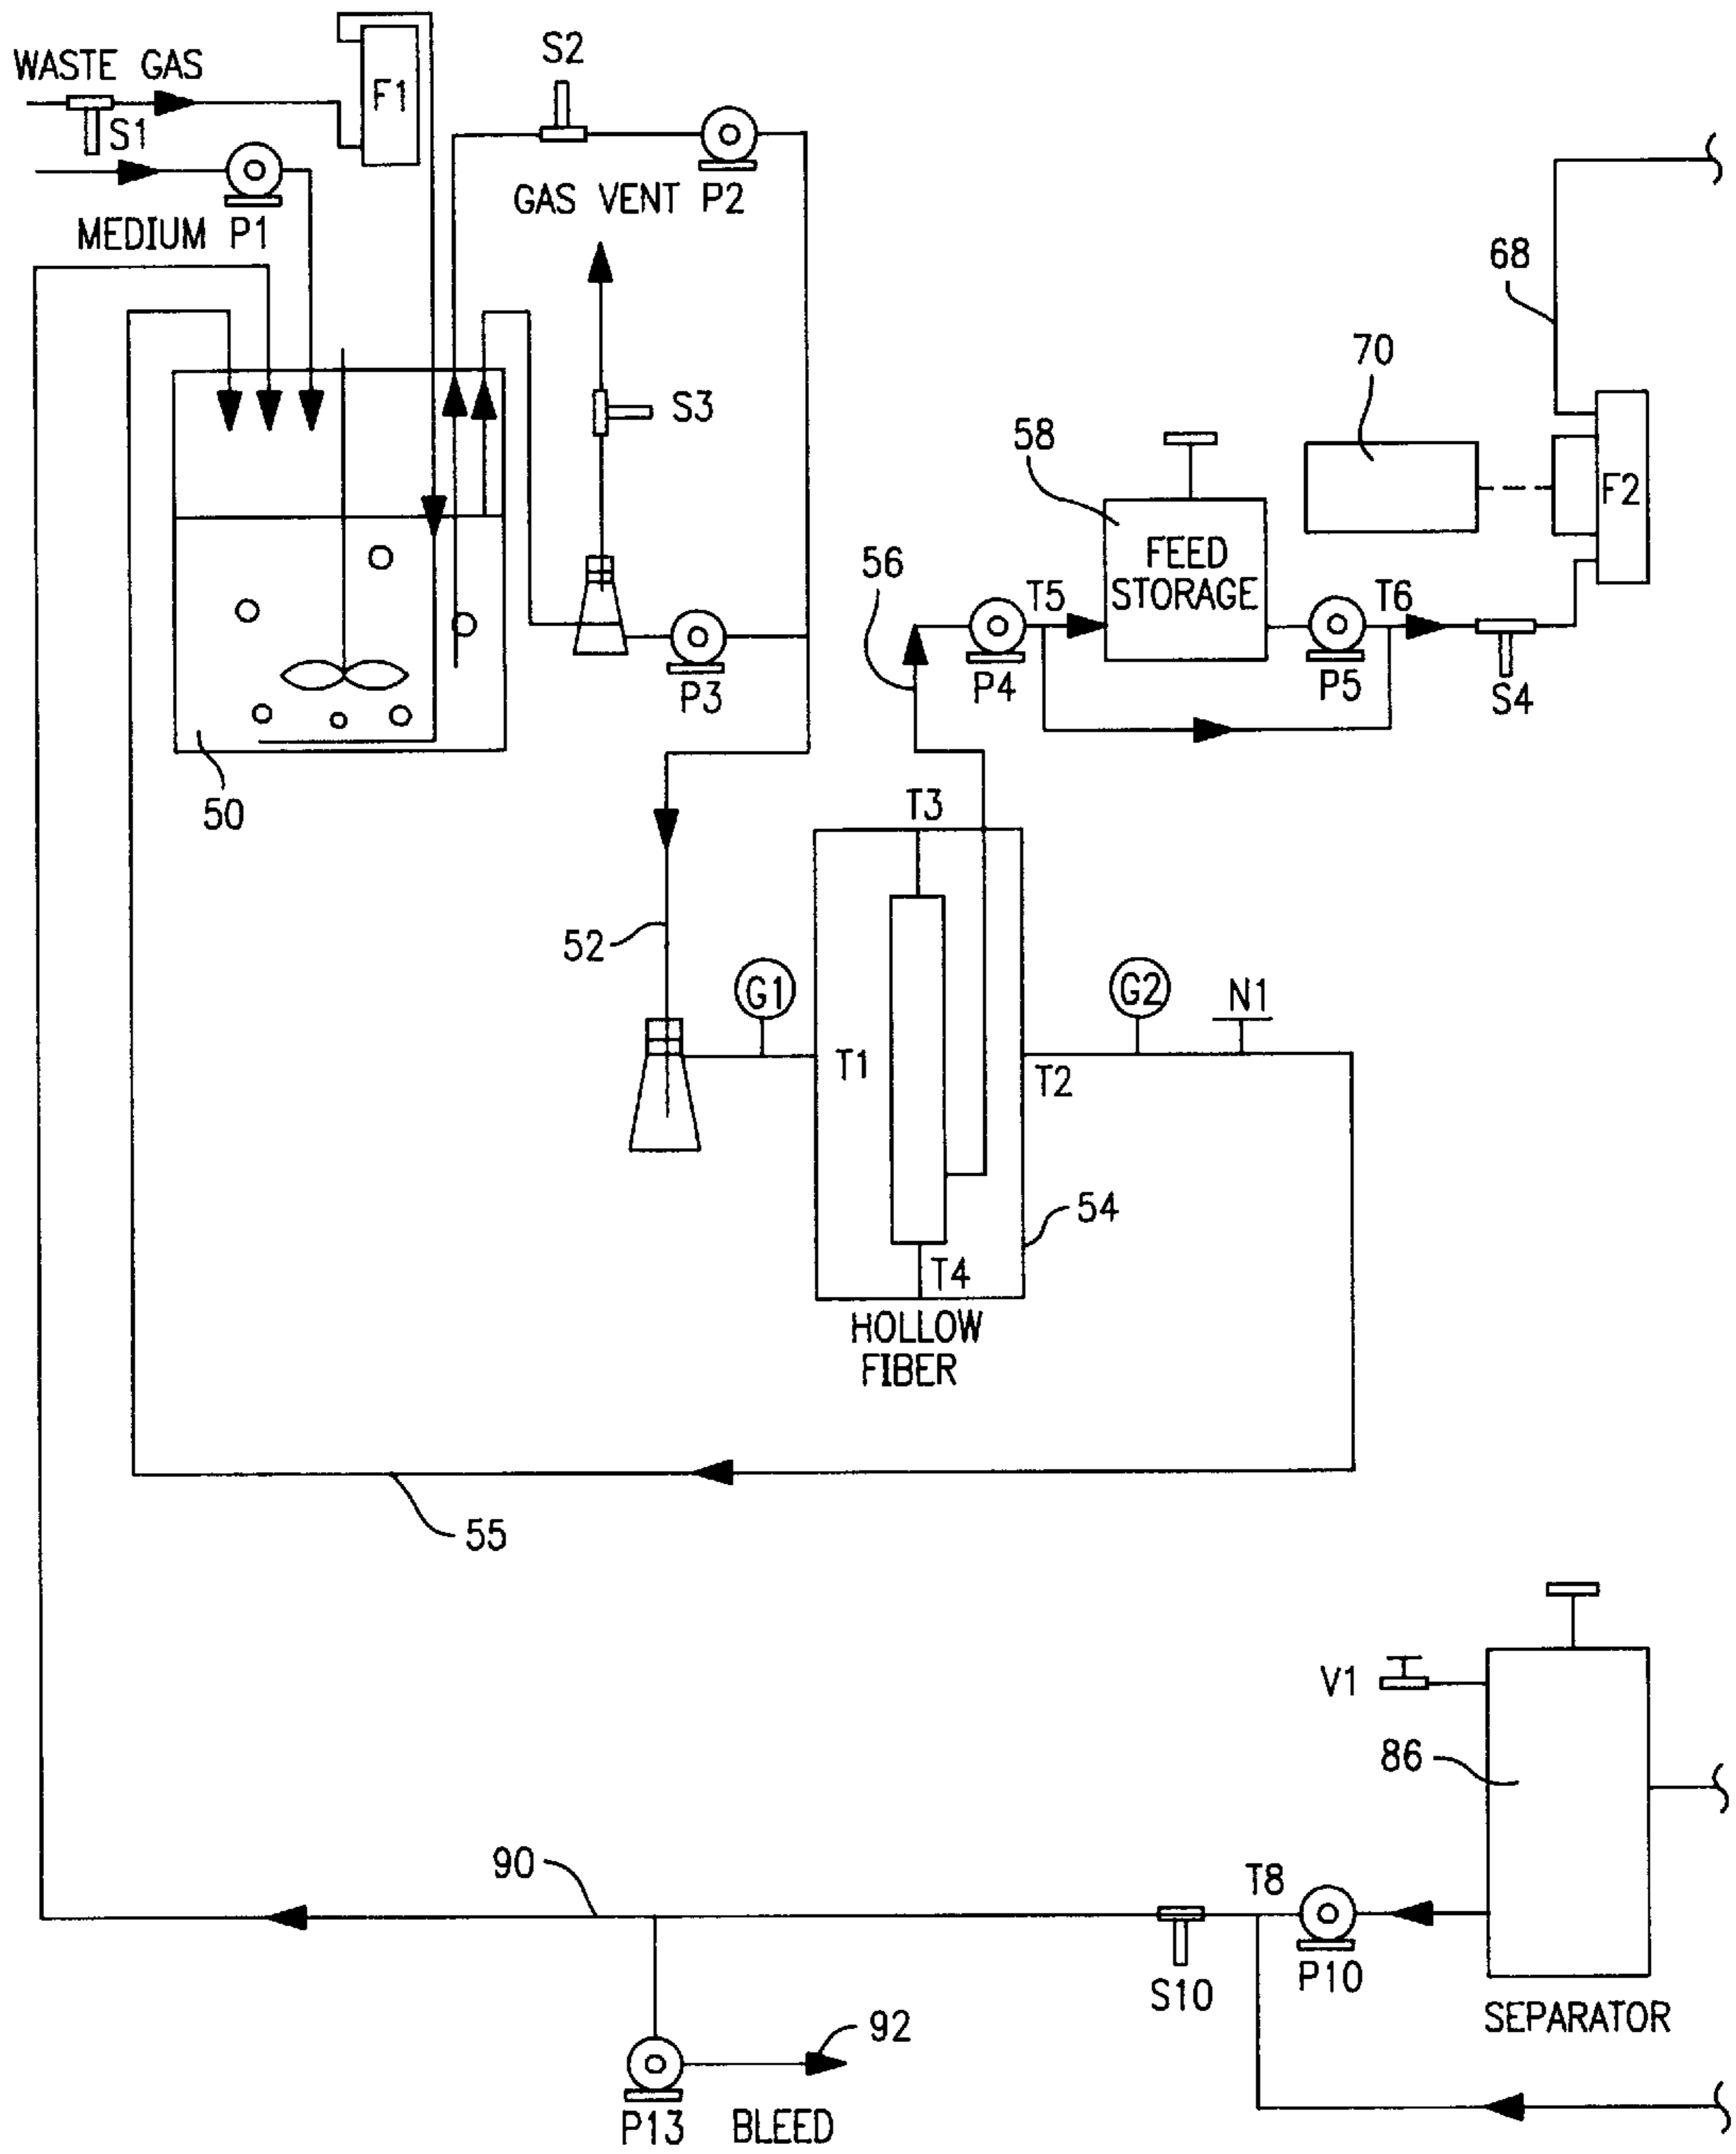 S2
WASTE GAS
F1
S1
GAS VENT P2
MEDIUM P1
68
70
S3
58
F2
FEED
STORAGE
56
T5
T6
P4
P5
S4
P3
50
T3
52
G1
G2
N1
T1
T2
54
T4
HOLLOW
FIBER
55
V1
86
90
T8
S10
P10
SEPARATOR
92
P13 BLEED